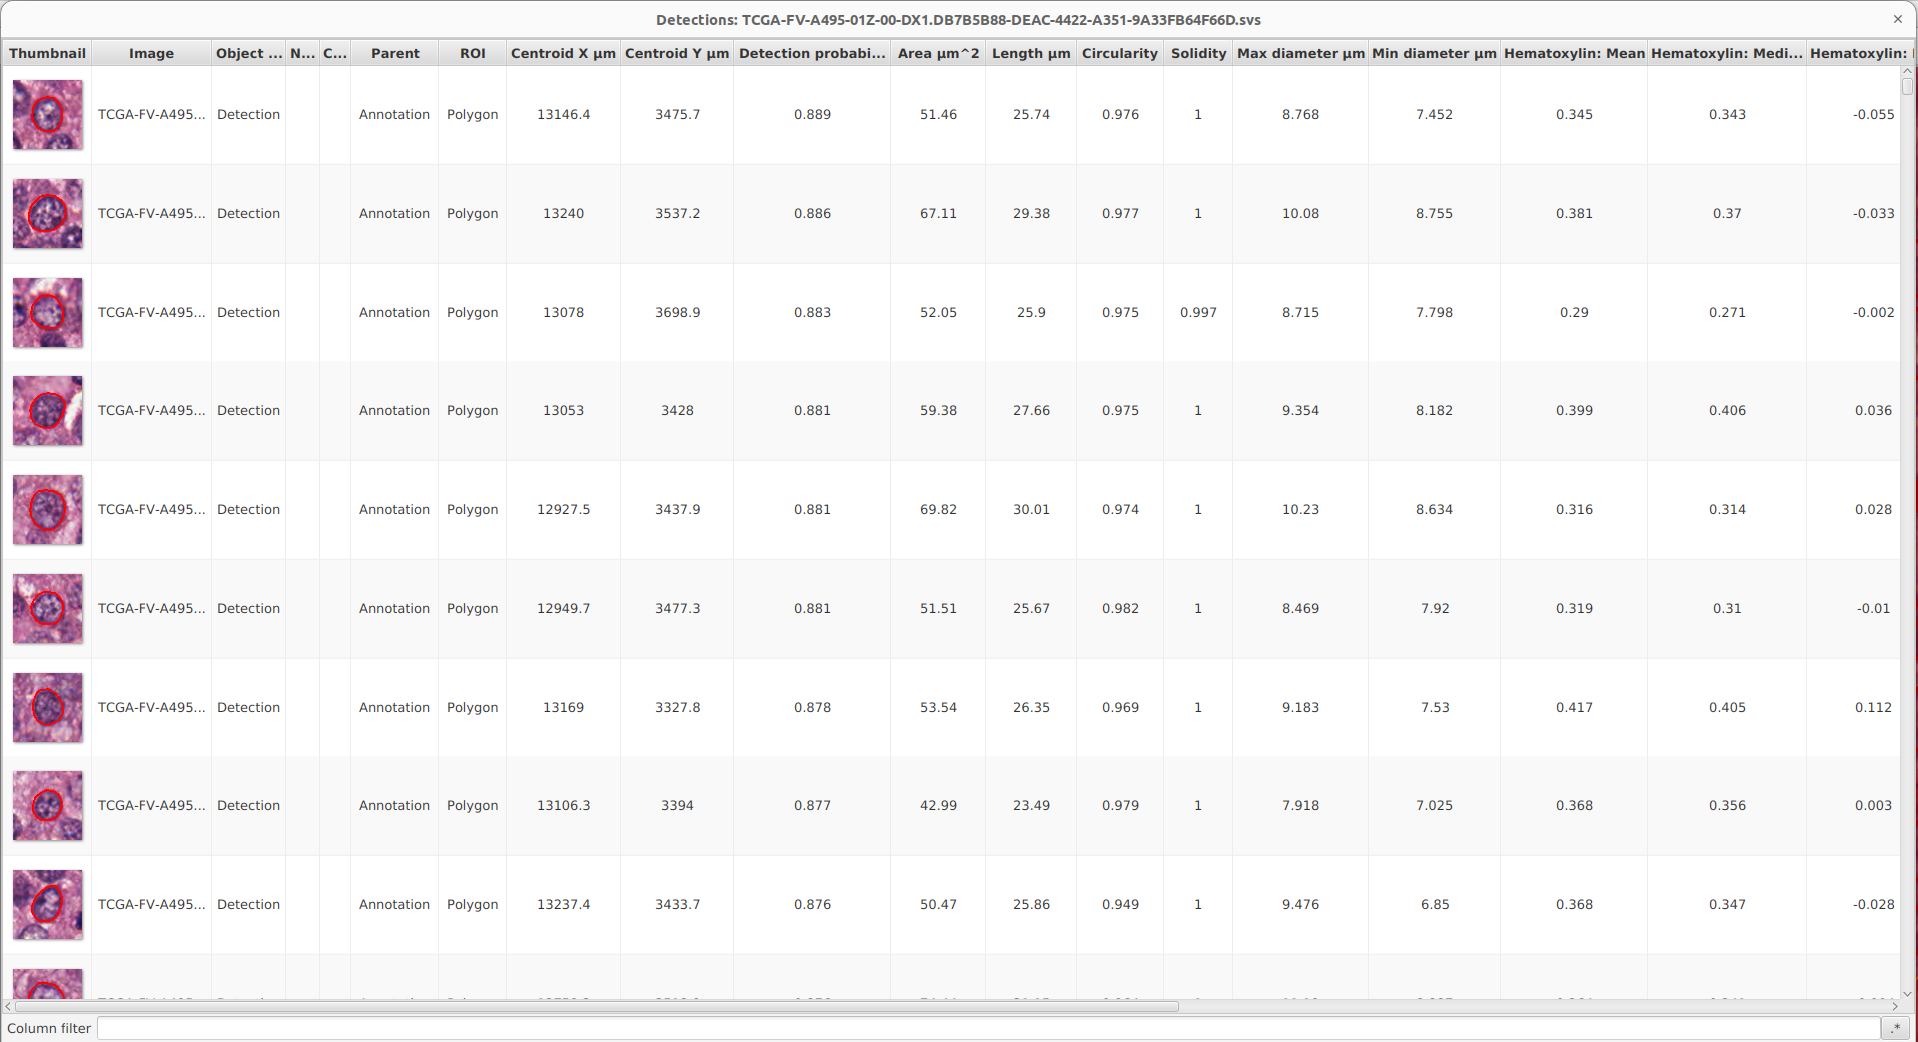 Detections: TCGA-FV-A495-01Z-00-DX1.DB7B5B88-DEAC-4422-A351-9A33FB64F66D.svs ×
Thumbnail Image Object ... N... C... Parent ROI Centroid X µm Centroid Y µm Detection probabi... Area µm^2 Length µm Circularity Solidity Max diameter µm Min diameter µm Hematoxylin: Mean Hematoxylin: Medi... Hematoxylin:
TCGA-FV-A495... Detection Annotation Polygon 13146.4 3475.7 0.889 51.46 25.74 0.976 1 8.768 7.452 0.345 0.343 -0.055
TCGA-FV-A495... Detection Annotation Polygon 13240 3537.2 0.886 67.11 29.38 0.977 1 10.08 8.755 0.381 0.37 -0.033
TCGA-FV-A495... Detection Annotation Polygon 13078 3698.9 0.883 52.05 25.9 0.975 0.997 8.715 7.798 0.29 0.271 -0.002
TCGA-FV-A495... Detection Annotation Polygon 13053 3428 0.881 59.38 27.66 0.975 1 9.354 8.182 0.399 0.406 0.036
TCGA-FV-A495... Detection Annotation Polygon 12927.5 3437.9 0.881 69.82 30.01 0.974 1 10.23 8.634 0.316 0.314 0.028
TCGA-FV-A495... Detection Annotation Polygon 12949.7 3477.3 0.881 51.51 25.67 0.982 1 8.469 7.92 0.319 0.31 -0.01
TCGA-FV-A495... Detection Annotation Polygon 13169 3327.8 0.878 53.54 26.35 0.969 1 9.183 7.53 0.417 0.405 0.112
TCGA-FV-A495... Detection Annotation Polygon 13106.3 3394 0.877 42.99 23.49 0.979 1 7.918 7.025 0.368 0.356 0.003
TCGA-FV-A495... Detection Annotation Polygon 13237.4 3433.7 0.876 50.47 25.86 0.949 1 9.476 6.85 0.368 0.347 -0.028
Column filter .*